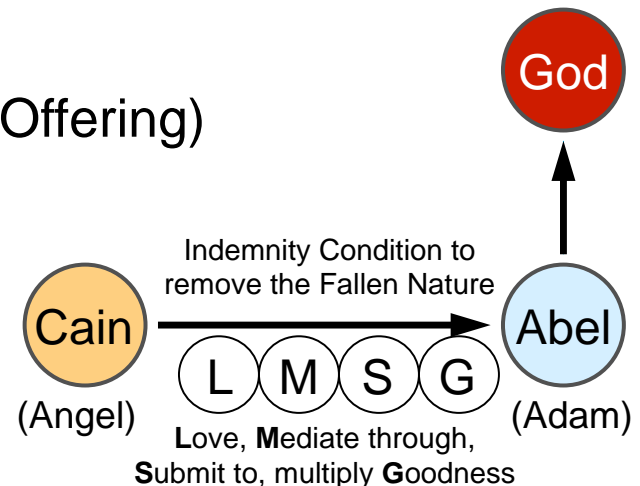 God
Offering)
Indemnity Condition to
remove the Fallen Nature
Cain
Abel
L M S G
(Angel)
(Adam)
Love, Mediate through,
Submit to, multiply Goodness